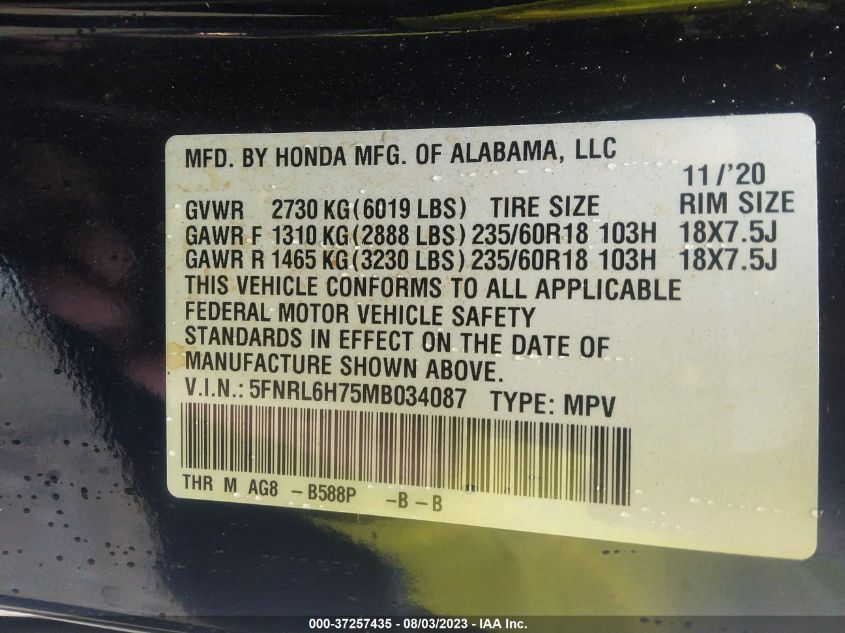 MFD. BY HONDA MFG. OF ALABAMA, LLC
11/'20
GVWR 2730 KG(6019 LBS) TIRE SIZE RIM SIZE
GAWR F 1310 KG(2888 LBS) 235/60R18 103H 18X7.5J
GAWR R 1465 KG(3230 LBS) 235/60R18 103H 18X7.5J
THIS VEHICLE CONFORMS TO ALL APPLICABLE
FEDERAL MOTOR VEHICLE SAFETY
STANDARDS IN EFFECT ON THE DATE OF
MANUFACTURE SHOWN ABOVE.
V.I.N.: 5FNRL6H75MB034087 TYPE: MPV
THR M AG8 -B588P -B-B
000-37257435 - 08/03/2023 - IAA Inc.